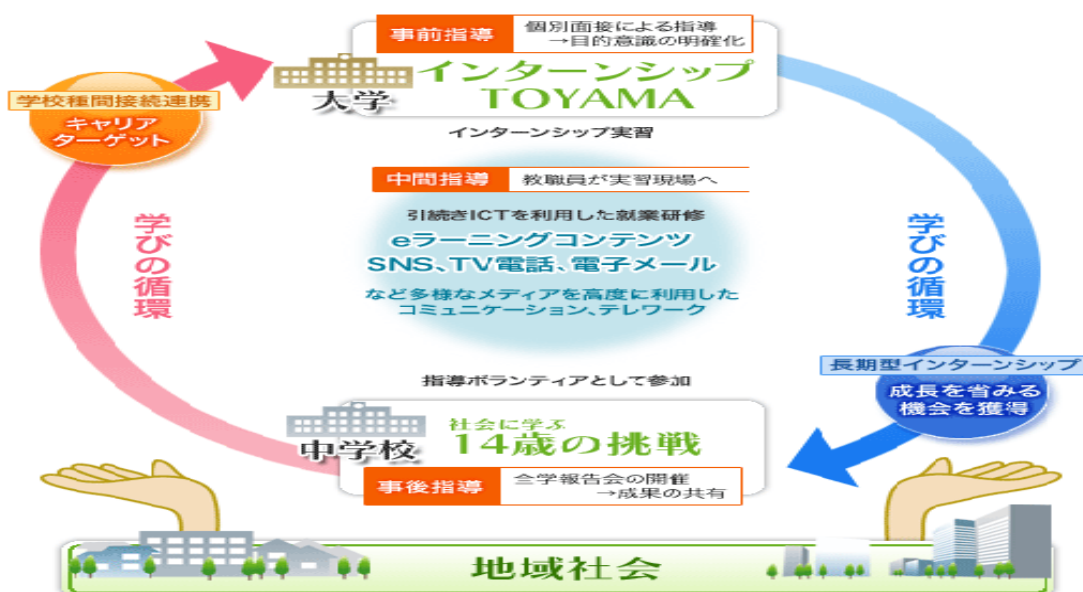 事前指導
個別面接による指導
→目的意識の明確化
大学
インターンシップ
TOYAMA
学校種間接続連携
キャリア
ターゲット
インターンシップ実習
中間指導
教職員が実習現場へ
引続きICTを利用した就業研修
eラーニングコンテンツ
SNS、TV電話、電子メール
など多様なメディアを高度に利用した
コミュニケーション、テレワーク
学びの循環
学びの循環
長期型インターンシップ
成長を省みる
機会を獲得
指導ボランティアとして参加
中学校
社会に学ぶ
14歳の挑戦
事後指導
全学報告会の開催
→成果の共有
地域社会